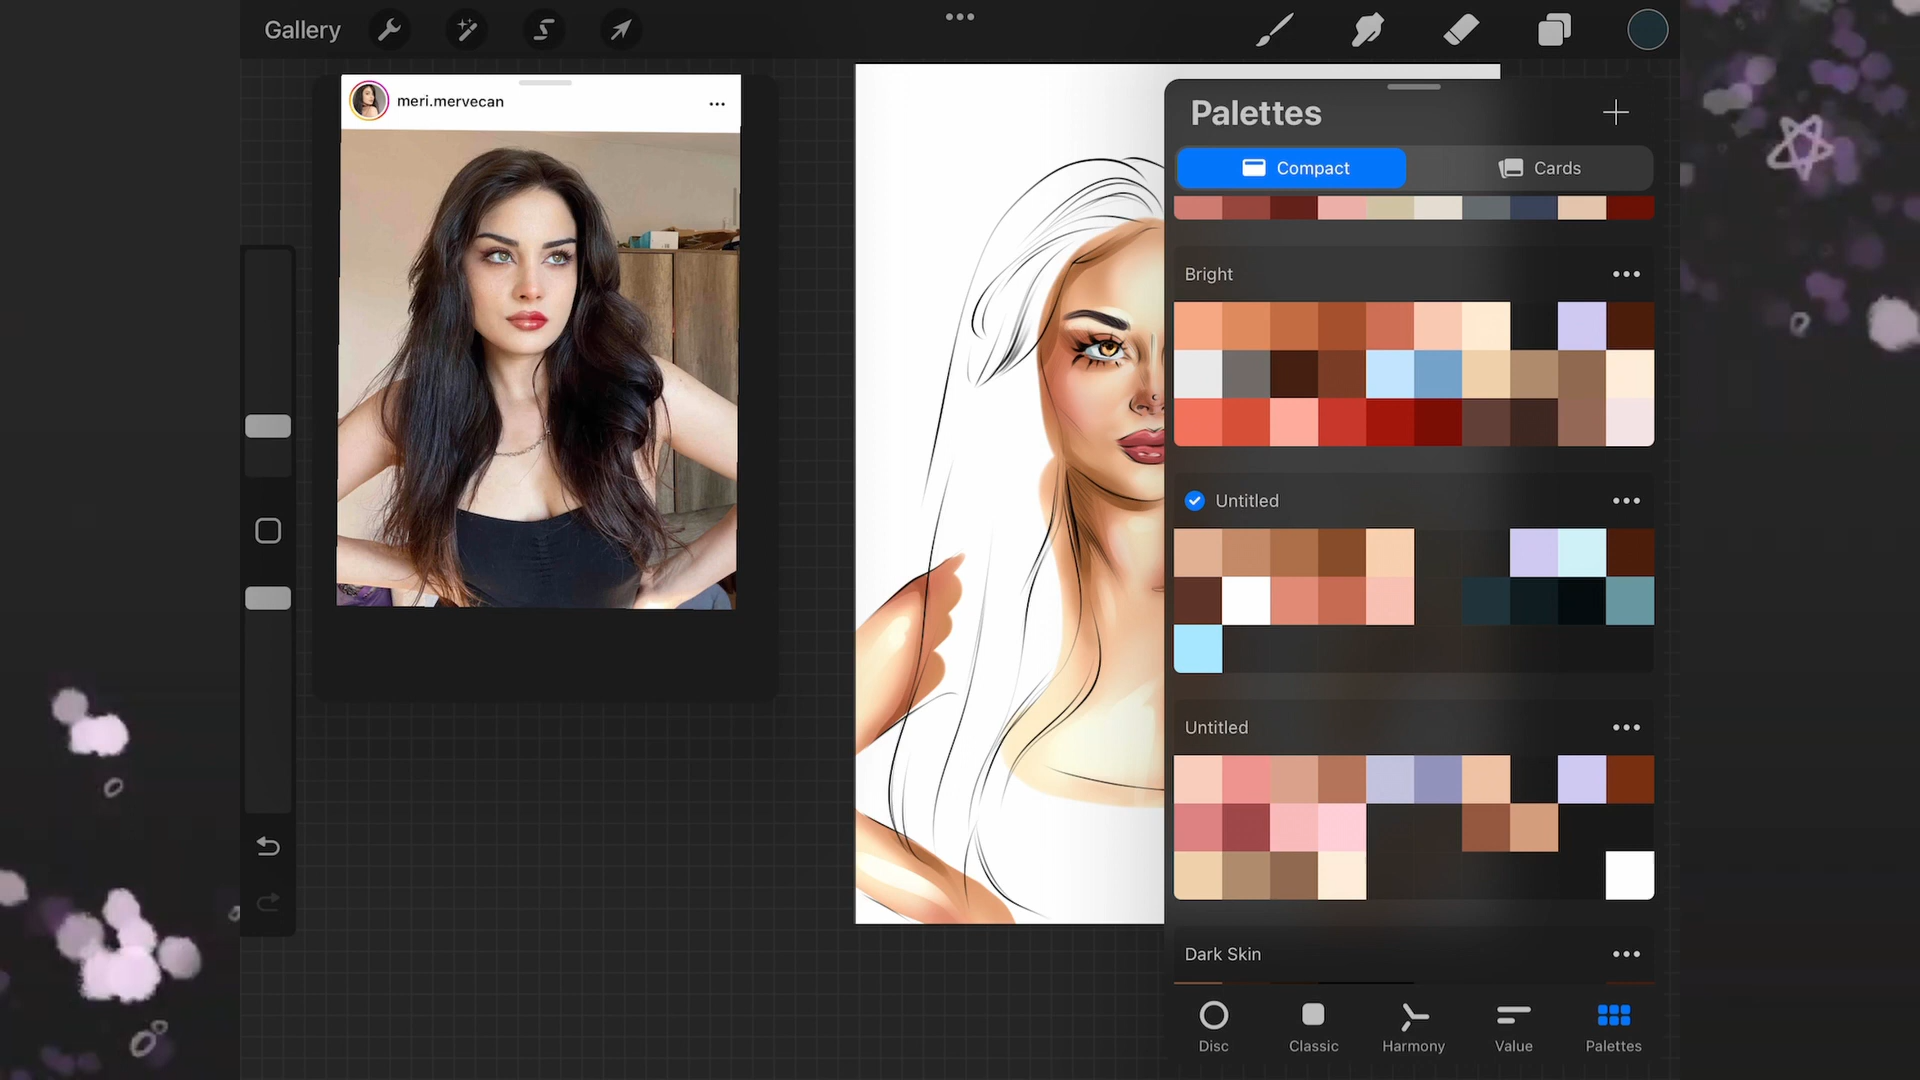 Gallery
meri.mervecan
Palettes
Compact
Cards
Bright
Untitled
Untitled
Dark Skin
Disc
Classic
Harmony
Value
Palettes